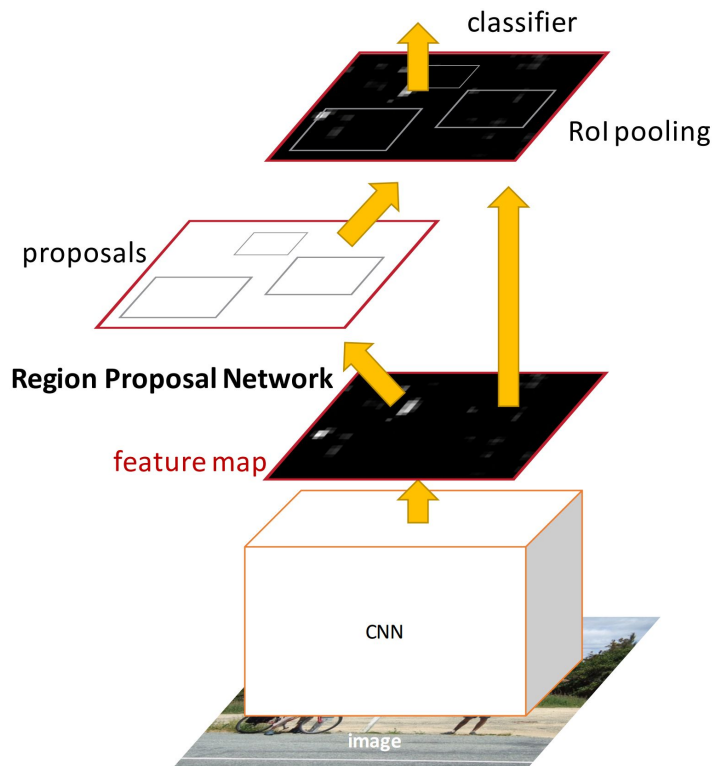 classifier
RoI pooling
proposals
Region Proposal Network
feature map
CNN
image